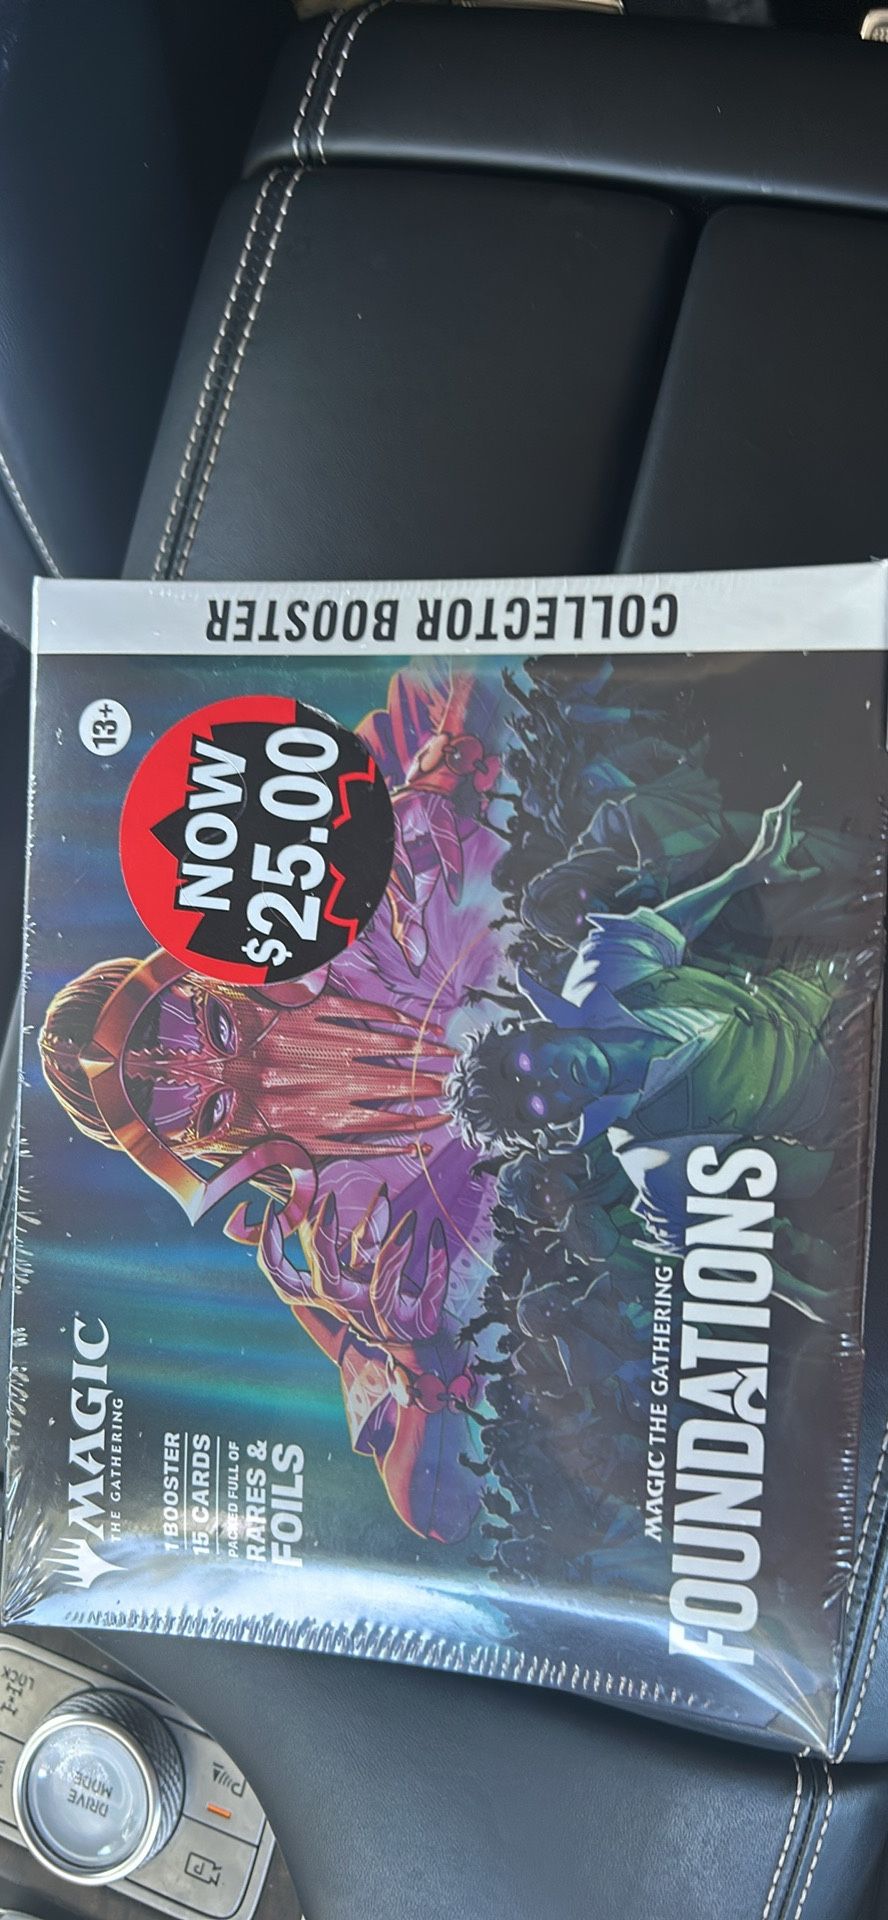 COLLECTOR BOOSTER
MAGIC
THE GATHERING
13+
NOW
$25.00
1 BOOSTER
15 CARDS
PACKED FULL OF
RARES &
FOILS
MAGIC THE GATHERING
FOUNDATIONS
LOCK
DRIVE
MODE
P
P